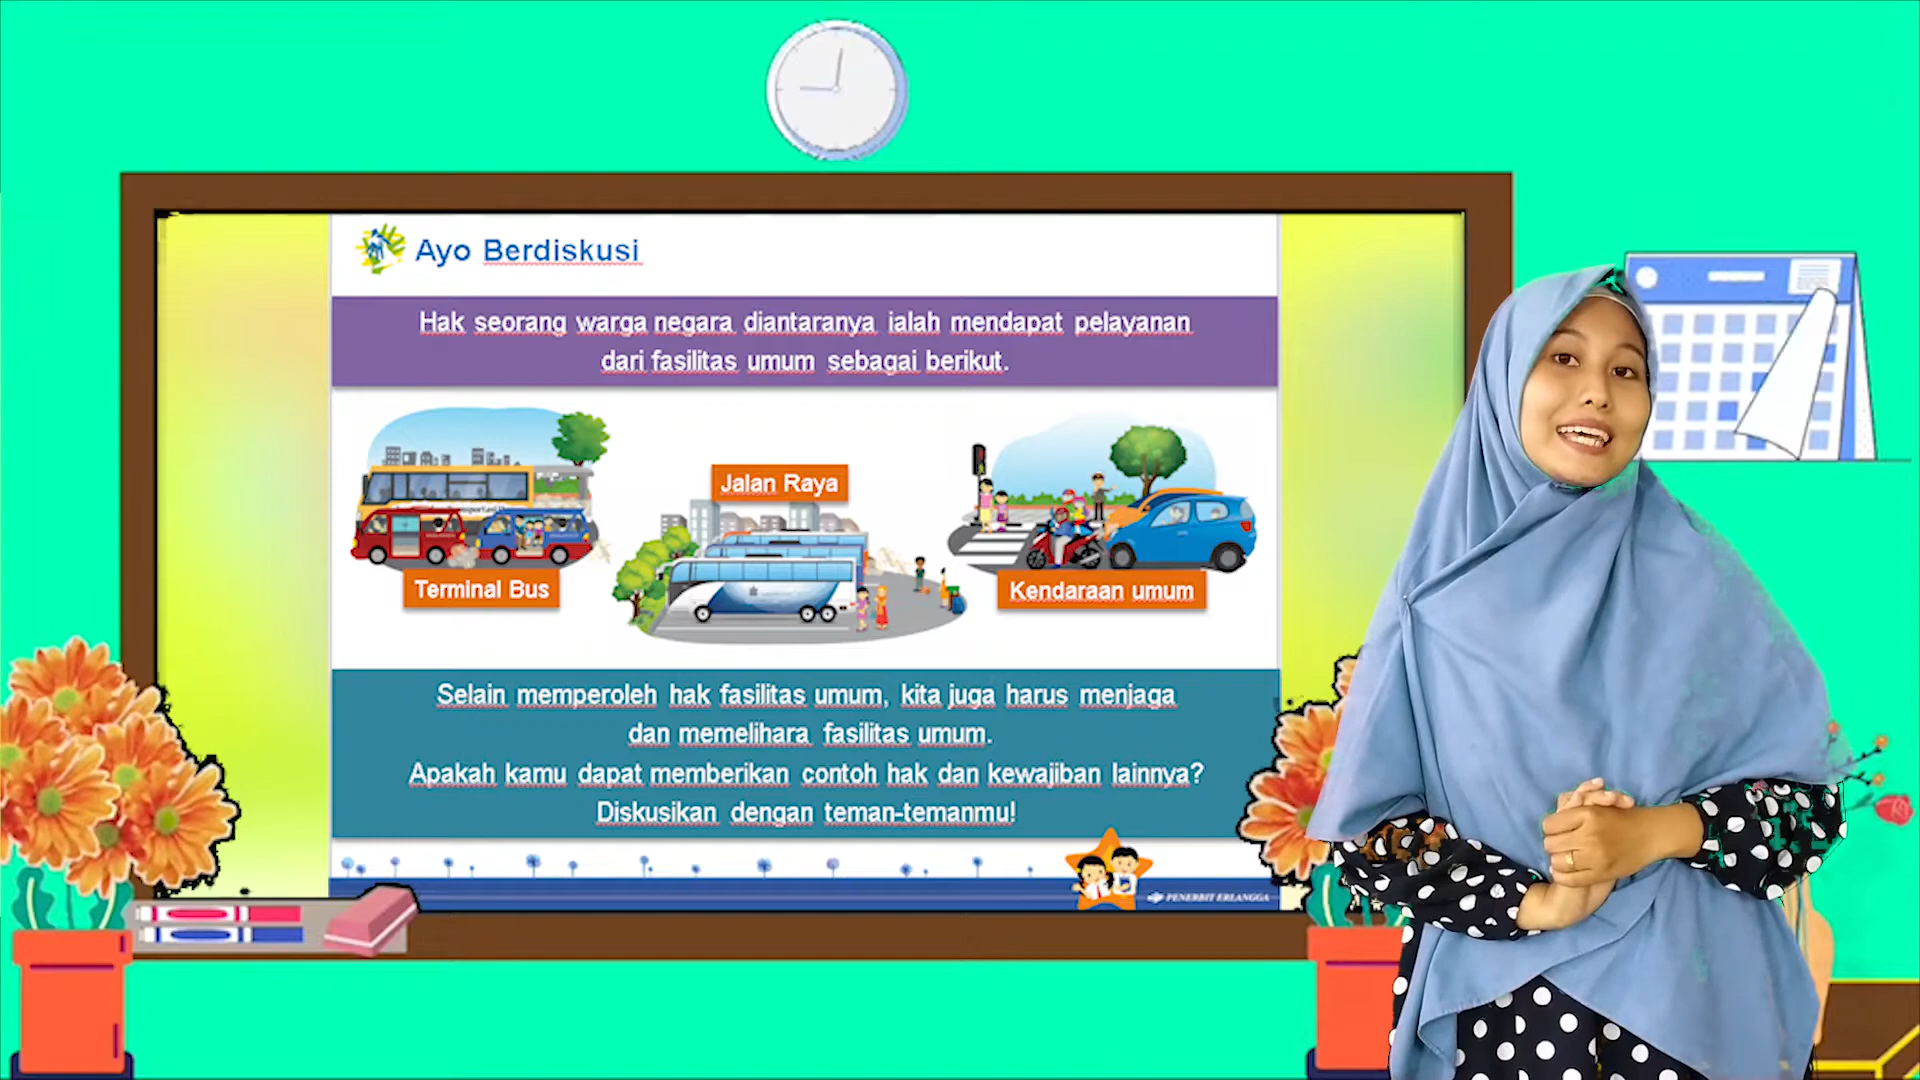 Ayo Berdiskusi
Hak seorang warga negara diantaranya ialah mendapat pelayanan
dari fasilitas umum sebagai berikut.
Jalan Raya
Terminal Bus
Kendaraan umum
Selain memperoleh hak fasilitas umum, kita juga harus menjaga
dan memelihara fasilitas umum.
Apakah kamu dapat memberikan contoh hak dan kewajiban lainnya?
Diskusikan dengan teman-temanmu!
PENERBIT ERLANGGA